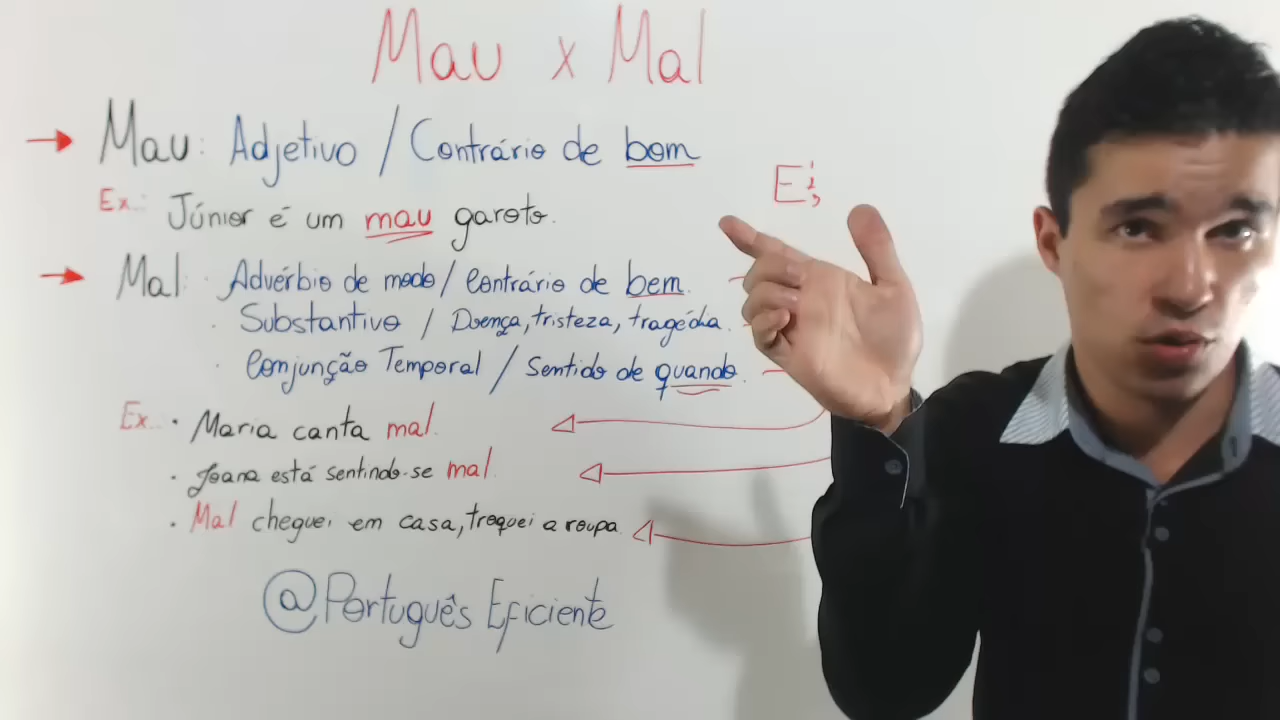 Mau x Mal
Mau: Adjetivo / Contrário de bom
Ex.: Júnior é um mau garoto.
Mal: Advérbio de modo / Contrário de bem.
. Substantivo / Doença, tristeza, tragédia.
. Conjunção Temporal / Sentido de quando.
Ex.: . Maria canta mal.
. Joana está sentindo-se mal.
. Mal cheguei em casa, troquei a roupa
@Português Eficiente